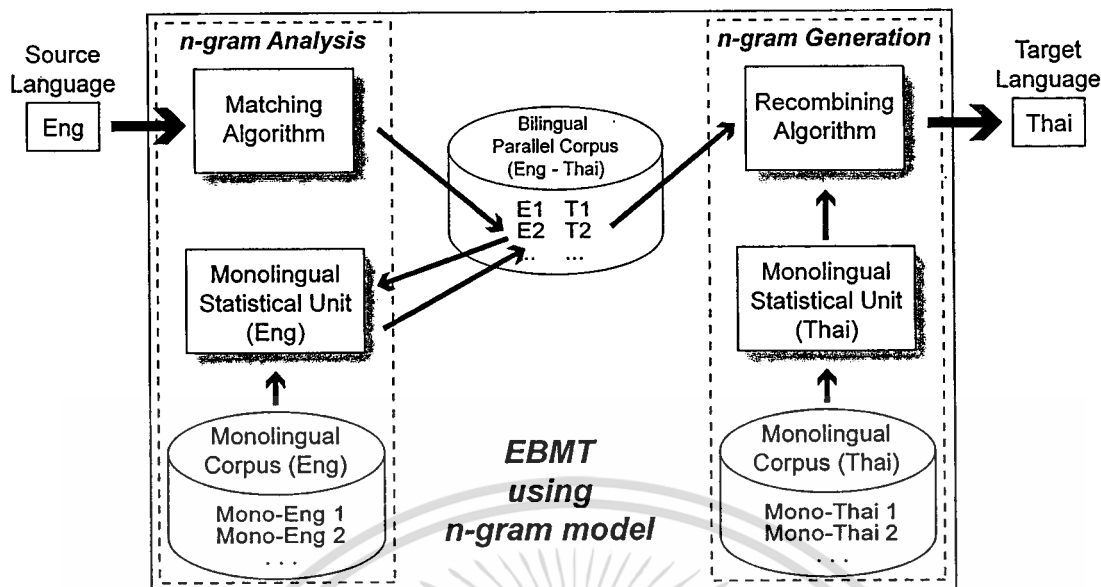 Source
Language
Eng
n-gram Analysis
Matching
Algorithm
Monolingual
Statistical Unit
(Eng)
Monolingual
Corpus (Eng)
Mono-Eng 1
Mono-Eng 2
. . .
Bilingual
Parallel Corpus
(Eng - Thai)
E1 T1
E2 T2
... ...
EBMT
using
n-gram model
n-gram Generation
Recombining
Algorithm
Monolingual
Statistical Unit
(Thai)
Monolingual
Corpus (Thai)
Mono-Thai 1
Mono-Thai 2
. . .
Target
Language
Thai